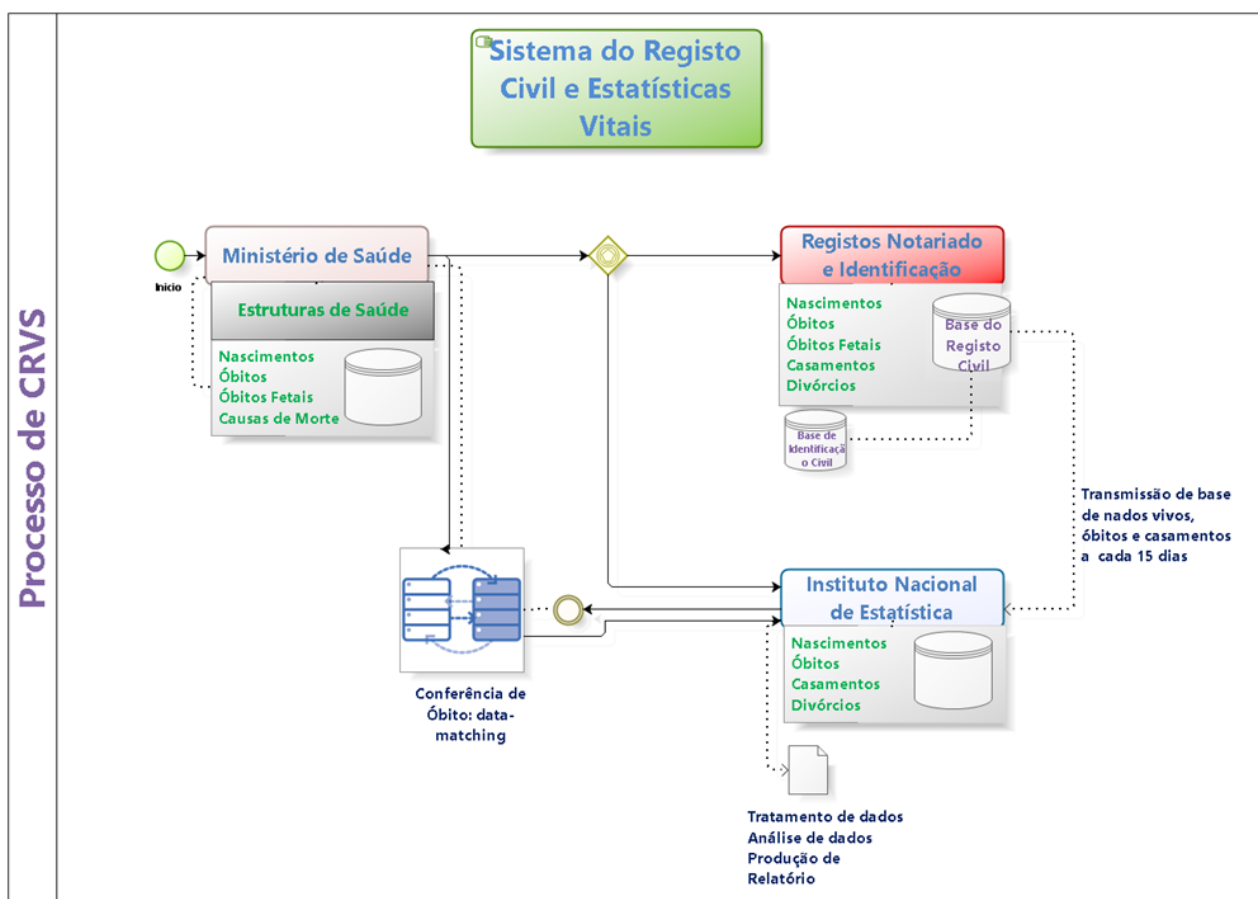 Processo de CRVS
Sistema do Registo
Civil e Estatísticas
Vitais
Início
Ministério de Saúde
Estruturas de Saúde
Nascimentos
Óbitos
Óbitos Fetais
Causas de Morte
Registos Notariado
e Identificação
Nascimentos
Óbitos
Óbitos Fetais
Casamentos
Divórcios
Base do
Registo
Civil
Base de
Identificaçã
o Civil
Transmissão de base
de nados vivos,
óbitos e casamentos
a cada 15 dias
Conferência de
Óbito: data-
matching
Instituto Nacional
de Estatística
Nascimentos
Óbitos
Casamentos
Divórcios
Tratamento de dados
Análise de dados
Produção de
Relatório